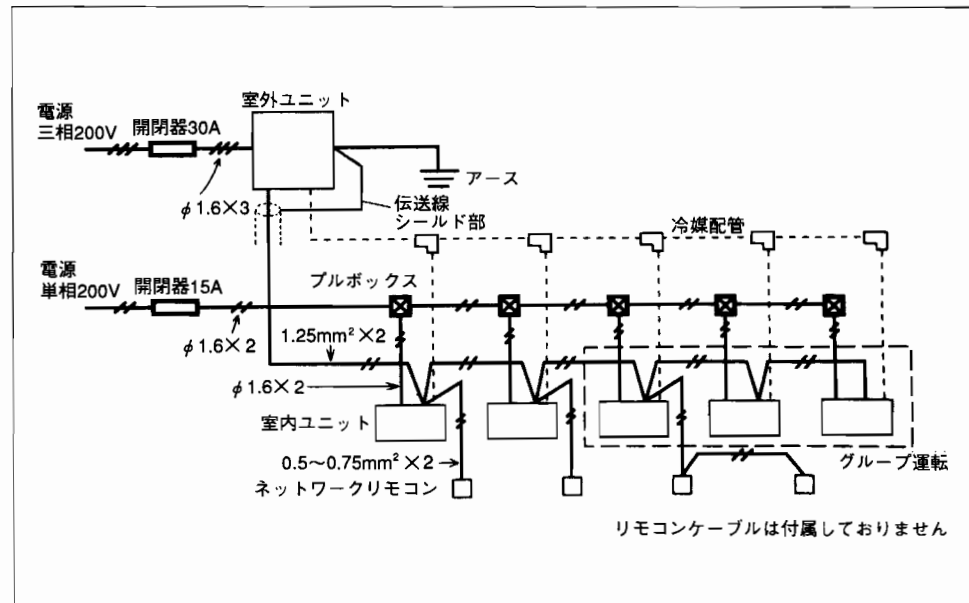 室外ユニット
電源
三相200V
開閉器30A
アース
φ1.6×3
伝送線
シールド部
冷媒配管
電源
単相200V
開閉器15A
プルボックス
φ1.6×2
1.25mm²×2
φ1.6×2
室内ユニット
グループ運転
0.5～0.75mm²×2
ネットワークリモコン
リモコンケーブルは付属しておりません